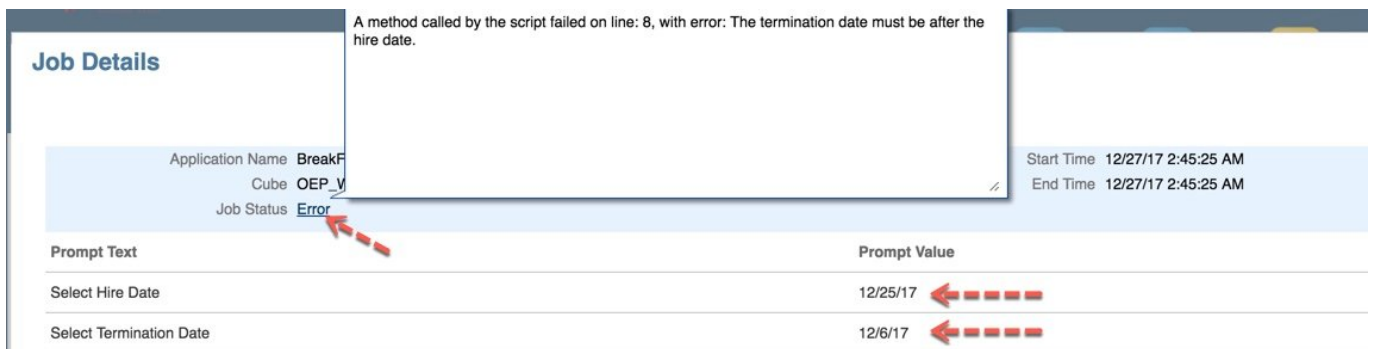 A method called by the script failed on line: 8, with error: The termination date must be after the
hire date.
Job Details
Application Name BreakF
Start Time 12/27/17 2:45:25 AM
Cube OEP_W
End Time 12/27/17 2:45:25 AM
Job Status Error
Prompt Text Prompt Value
Select Hire Date 12/25/17
Select Termination Date 12/6/17